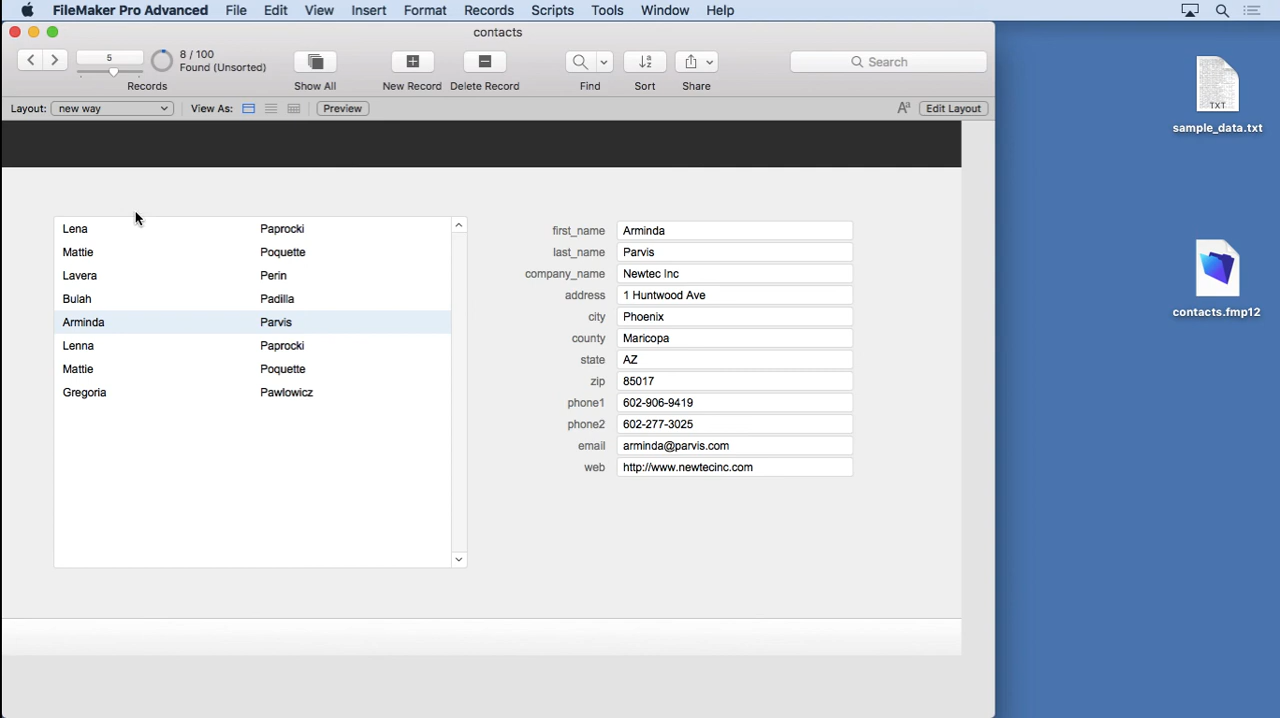 FileMaker Pro Advanced File Edit View Insert Format Records Scripts Tools Window Help
contacts
5
8 / 100
Found (Unsorted)
Records
Show All
New Record
Delete Record
Find
Sort
Share
Search
Layout: new way
View As:
Preview
Aª
Edit Layout
Lena Paprocki
Mattie Poquette
Lavera Perin
Bulah Padilla
Arminda Parvis
Lenna Paprocki
Mattie Poquette
Gregoria Pawlowicz
first_name Arminda
last_name Parvis
company_name Newtec Inc
address 1 Huntwood Ave
city Phoenix
county Maricopa
state AZ
zip 85017
phone1 602-906-9419
phone2 602-277-3025
email arminda@parvis.com
web http://www.newtecinc.com
TXT
sample_data.txt
contacts.fmp12